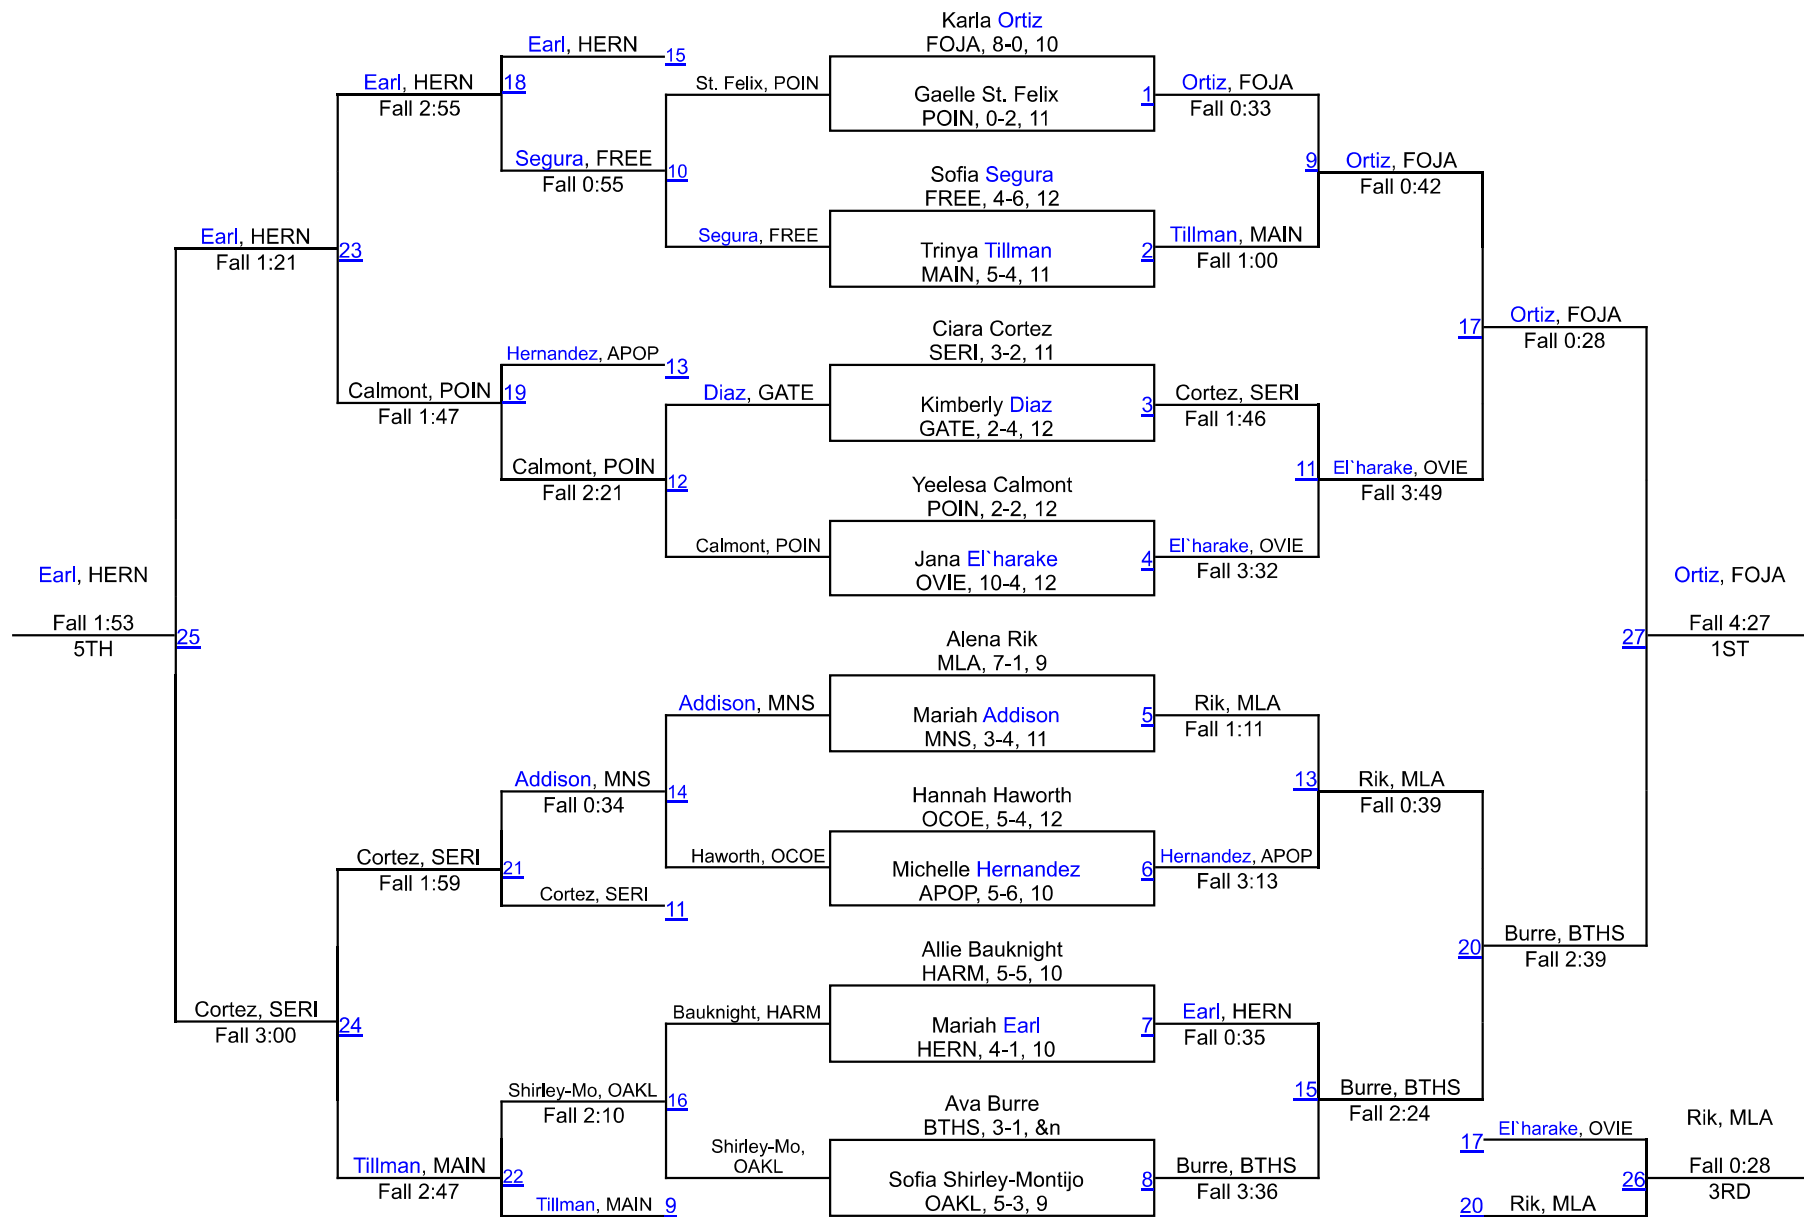 Karla Ortiz
FOJA, 8-0, 10
Gaelle St. Felix
POIN, 0-2, 11
1
Sofia Segura
FREE, 4-6, 12
Trinya Tillman
MAIN, 5-4, 11
2
Ciara Cortez
SERI, 3-2, 11
Kimberly Diaz
GATE, 2-4, 12
3
Yeelesa Calmont
POIN, 2-2, 12
Jana El`harake
OVIE, 10-4, 12
4
Alena Rik
MLA, 7-1, 9
Mariah Addison
MNS, 3-4, 11
5
Hannah Haworth
OCOE, 5-4, 12
Michelle Hernandez
APOP, 5-6, 10
6
Allie Bauknight
HARM, 5-5, 10
Mariah Earl
HERN, 4-1, 10
7
Ava Burre
BTHS, 3-1, &n
Sofia Shirley-Montijo
OAKL, 5-3, 9
8
Ortiz, FOJA
Fall 0:33
9
Tillman, MAIN
Fall 1:00
Cortez, SERI
Fall 1:46
11
El`harake, OVIE
Fall 3:32
Rik, MLA
Fall 1:11
13
Hernandez, APOP
Fall 3:13
Earl, HERN
Fall 0:35
15
Burre, BTHS
Fall 3:36
Ortiz, FOJA
Fall 0:42
17
El`harake, OVIE
Fall 3:49
Rik, MLA
Fall 0:39
20
Burre, BTHS
Fall 2:24
Ortiz, FOJA
Fall 0:28
27
Burre, BTHS
Fall 2:39
Ortiz, FOJA
Fall 4:27
1ST
17
El`harake, OVIE
20
Rik, MLA
26
Rik, MLA
Fall 0:28
3RD
St. Felix, POIN
10
Segura, FREE
Diaz, GATE
12
Calmont, POIN
Addison, MNS
14
Haworth, OCOE
Bauknight, HARM
16
Shirley-Mo,
OAKL
Earl, HERN
15
18
Segura, FREE
Fall 0:55
Hernandez, APOP
13
19
Calmont, POIN
Fall 2:21
Addison, MNS
Fall 0:34
21
Cortez, SERI
11
Shirley-Mo, OAKL
Fall 2:10
22
Tillman, MAIN
9
Earl, HERN
Fall 2:55
23
Calmont, POIN
Fall 1:47
Cortez, SERI
Fall 1:59
24
Tillman, MAIN
Fall 2:47
Earl, HERN
Fall 1:21
25
Cortez, SERI
Fall 3:00
Earl, HERN
Fall 1:53
5TH